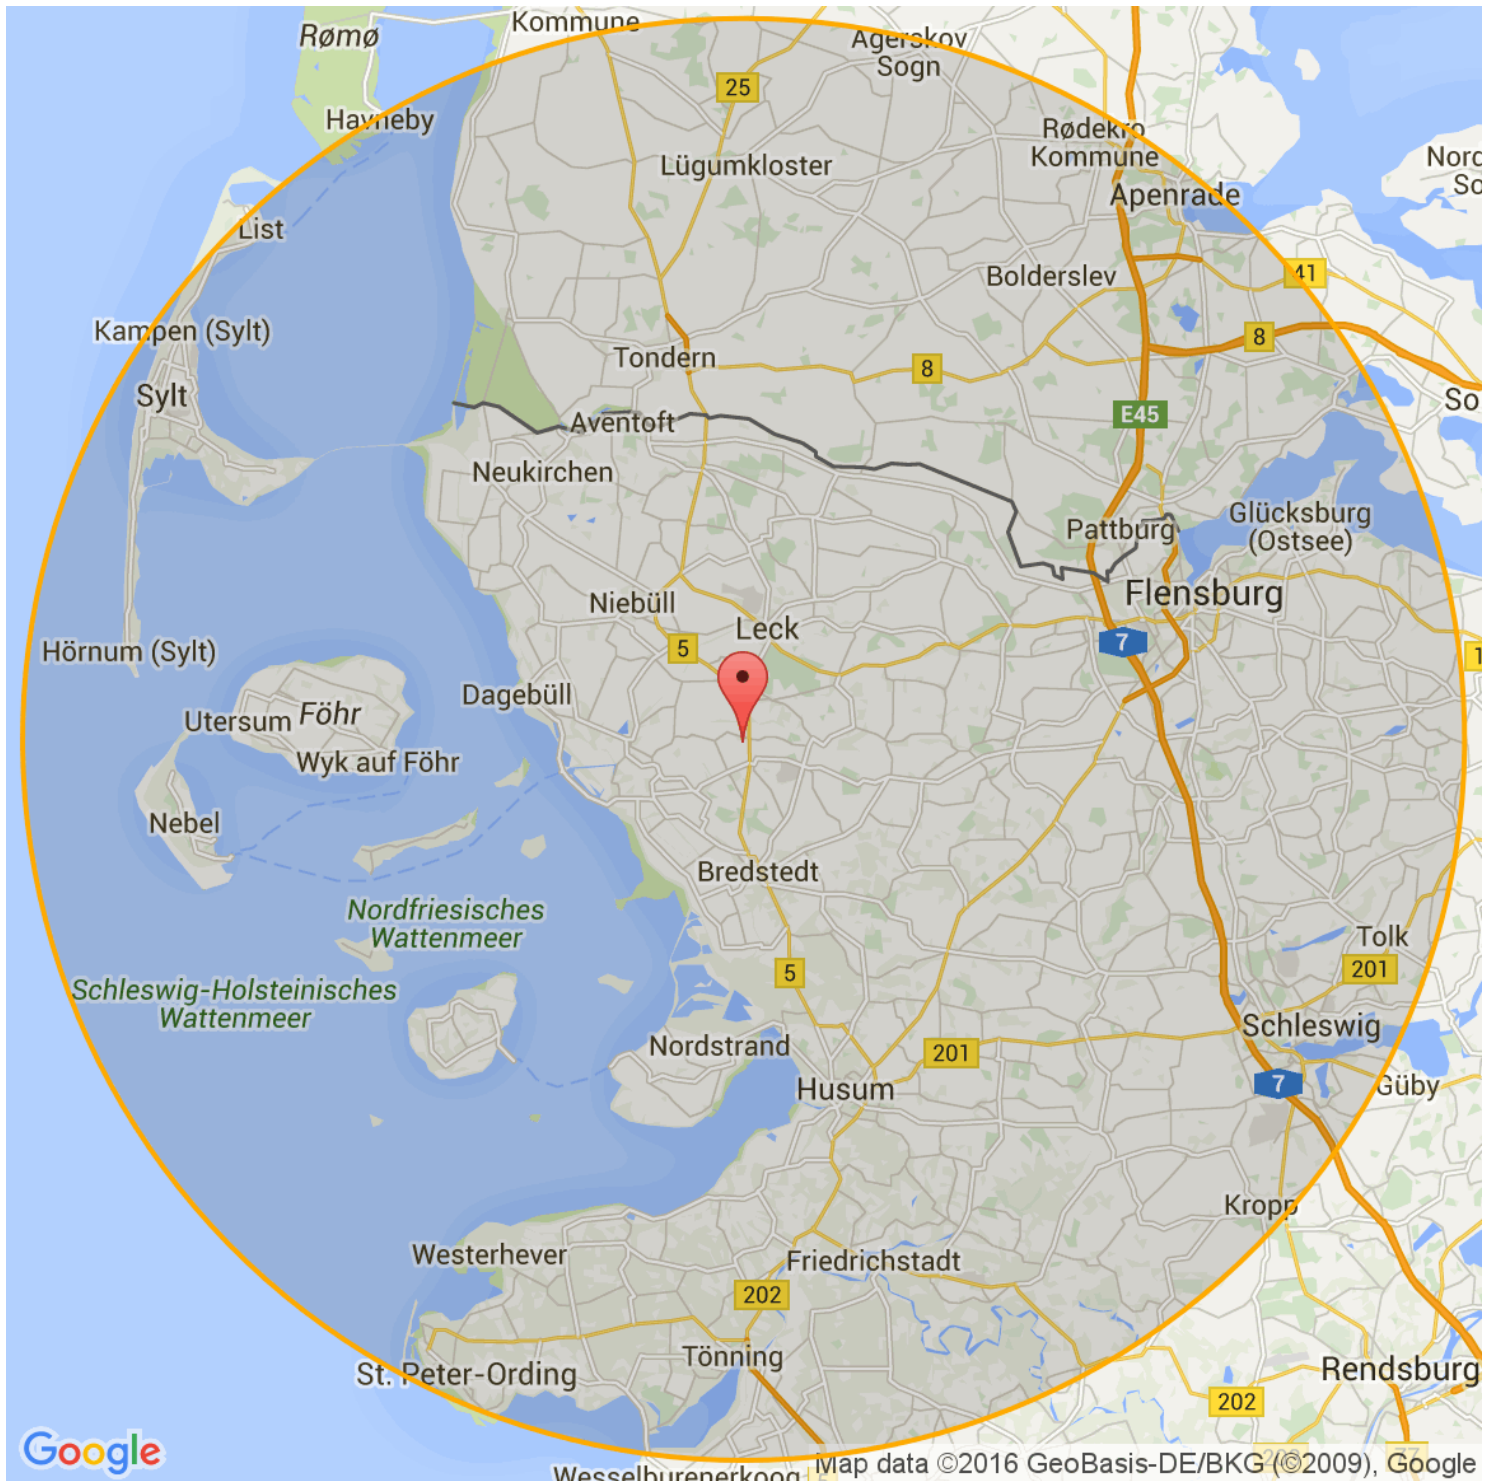 Kommune
Rømø
Agerskov
Sogn
25
Havneby
Rødekro
Kommune
Lügumkloster
Apenrade
List
Bolderslev
41
Kampen (Sylt)
8
Tondern
8
Sylt
E45
Aventoft
Neukirchen
Glücksburg
(Ostsee)
Pattburg
Flensburg
Niebüll
Leck
7
5
Hörnum (Sylt)
Dagebüll
Utersum
Föhr
Wyk auf Föhr
Nebel
Bredstedt
Nordfriesisches
Wattenmeer
Tolk
201
5
Schleswig-Holsteinisches
Wattenmeer
Schleswig
Nordstrand
201
Husum
7
Güby
Kropp
Westerhever
Friedrichstadt
202
Tönning
St. Peter-Ording
Rendsburg
202
Google
Map data ©2016 GeoBasis-DE/BKG (©2009), Google
Wesselburenerkoog